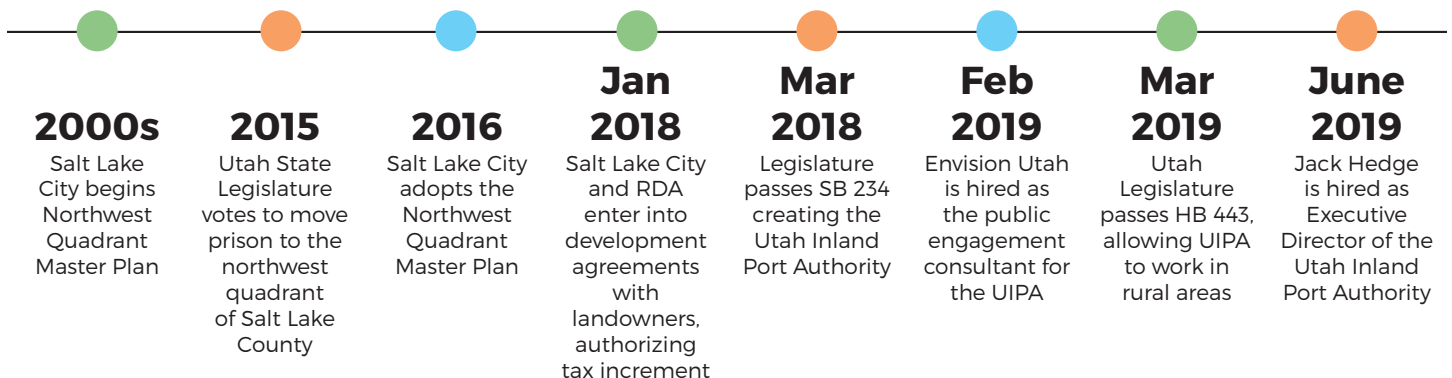 2000s
Salt Lake
City begins
Northwest
Quadrant
Master Plan
2015
Utah State
Legislature
votes to move
prison to the
northwest
quadrant
of Salt Lake
County
2016
Salt Lake City
adopts the
Northwest
Quadrant
Master Plan
Jan
2018
Salt Lake City
and RDA
enter into
development
agreements
with
landowners,
authorizing
tax increment
Mar
2018
Legislature
passes SB 234
creating the
Utah Inland
Port Authority
Feb
2019
Envision Utah
is hired as
the public
engagement
consultant for
the UIPA
Mar
2019
Utah
Legislature
passes HB 443,
allowing UIPA
to work in
rural areas
June
2019
Jack Hedge
is hired as
Executive
Director of the
Utah Inland
Port Authority